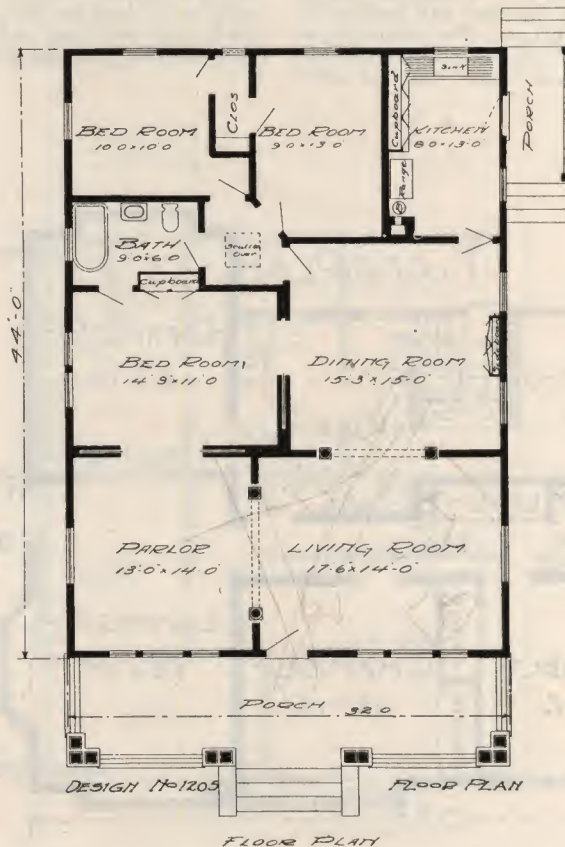 BED ROOM
10·0×10·0
CLOS
BED ROOM
9·0×13·0
Cupboard
Sink
KITCHEN
8·0×13·0
Range
PORCH
BATH
9·0×6·0
Cupboard
Over
44'-0"
BED ROOM
14'9×11'0
DINING ROOM
15-3×15-0
PARLOR
13·0×14·0
LIVING ROOM
17·6×14·0
PORCH
32 0
DESIGN No 1205
FLOOR PLAN
FLOOR PLAN